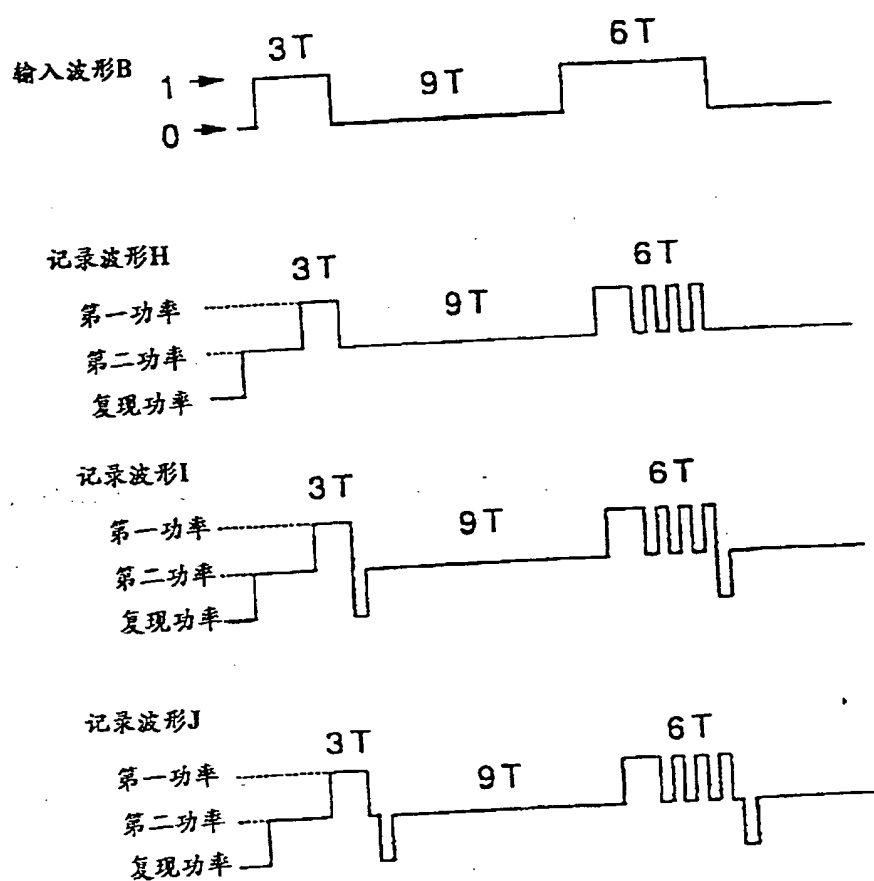 3T
6T
输入波形B
1
9T
0
记录波形H
3T
6T
第一功率
9T
第二功率
复现功率
记录波形I
3T
6T
第一功率
9T
第二功率
复现功率
记录波形J
3T
6T
第一功率
9T
第二功率
复现功率